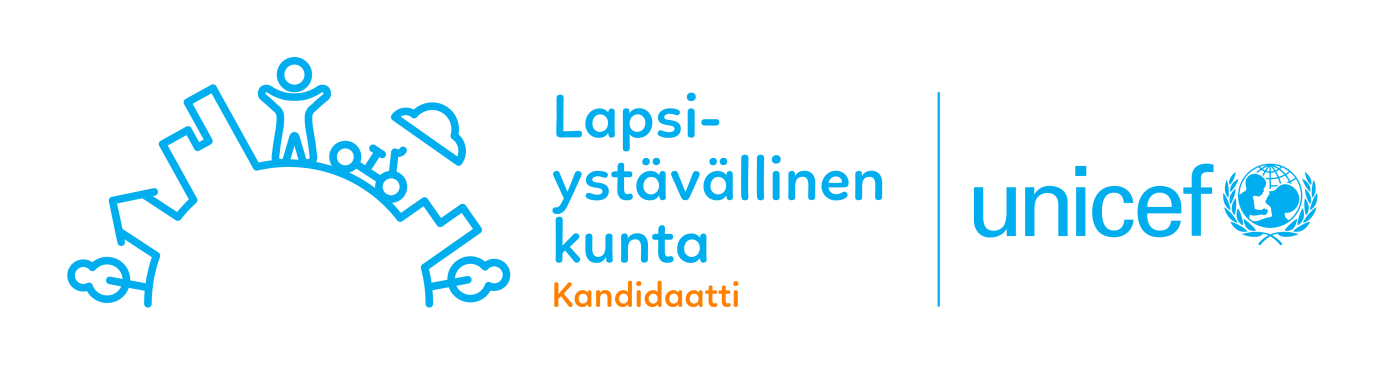 Lapsi-
ystävällinen
kunta
Kandidaatti
unicef